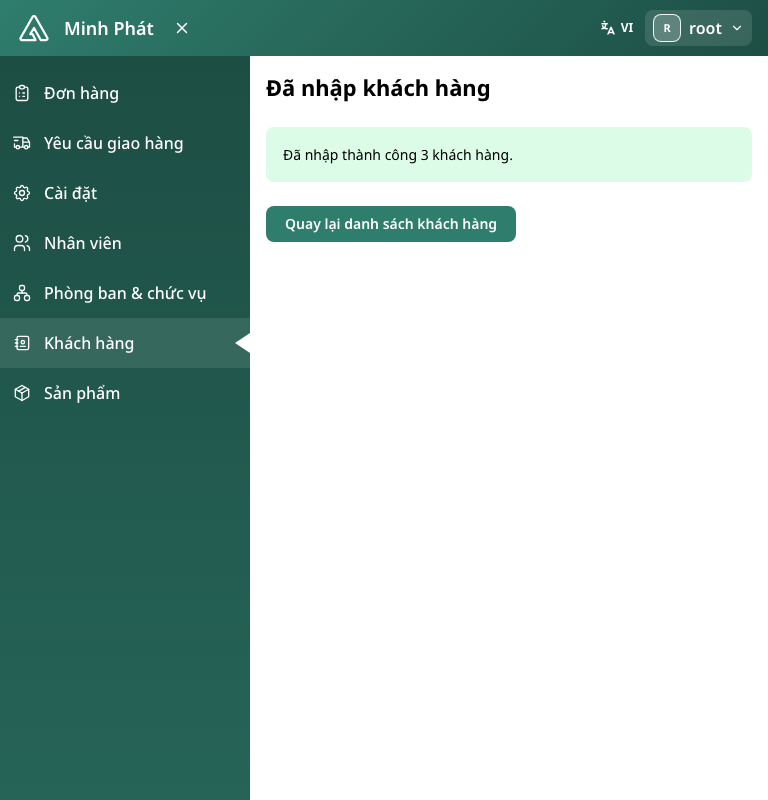 Minh Phát
VI
R
root
Đơn hàng
Yêu cầu giao hàng
Cài đặt
Nhân viên
Phòng ban & chức vụ
Khách hàng
Sản phẩm
Đã nhập khách hàng
Đã nhập thành công 3 khách hàng.
Quay lại danh sách khách hàng